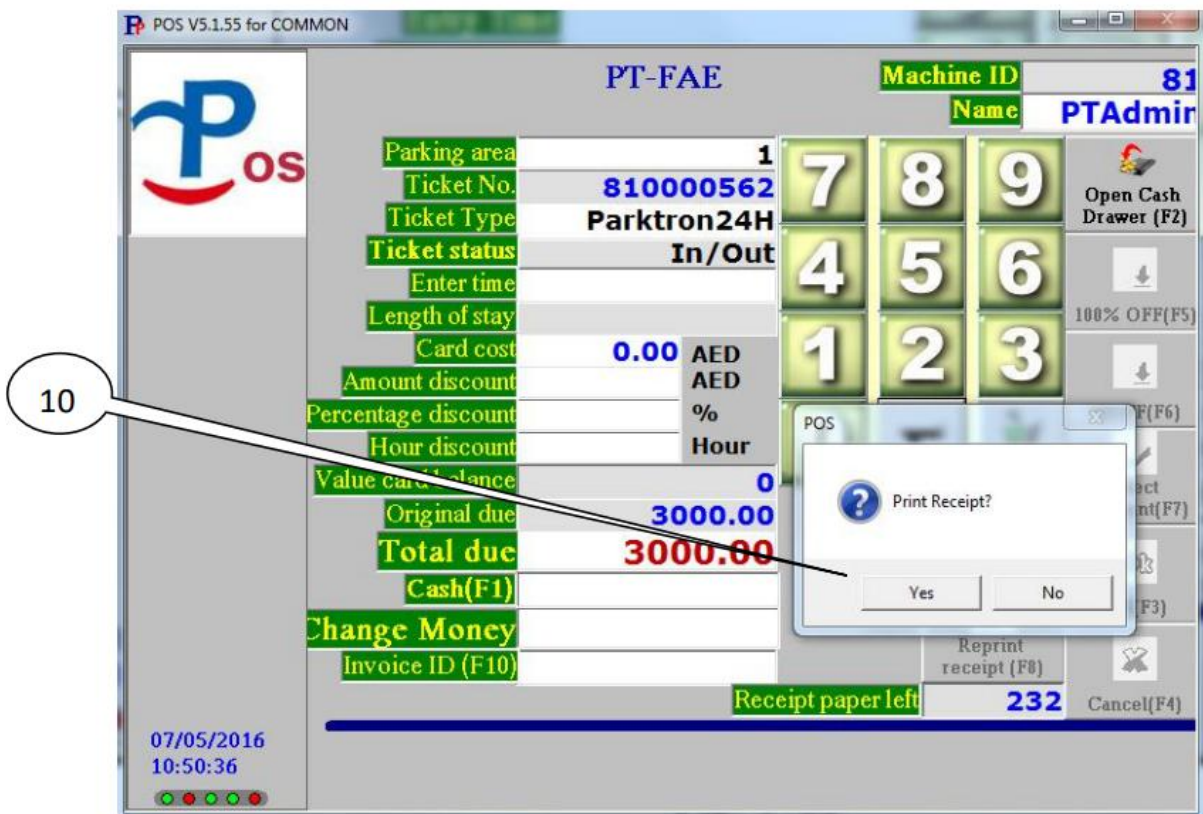 POS V5.1.55 for COMMON
PT-FAE
Machine ID 81
Name PTAdmin
Pos
Parking area 1
Ticket No. 810000562
Ticket Type Parktron24H
Ticket status In/Out
Enter time
Length of stay
Card cost 0.00 AED
Amount discount AED
Percentage discount %
Hour discount Hour
Value card balance 0
Original due 3000.00
Total due 3000.00
Cash(F1)
Change Money
Invoice ID (F10)
7 8 9
4 5 6
1 2 3
Open Cash
Drawer (F2)
100% OFF(F5)
F(F6)
ect
nt(F7)
F3)
10
POS
Print Receipt?
Yes No
Reprint
receipt (F8)
Receipt paper left 232
Cancel(F4)
07/05/2016
10:50:36